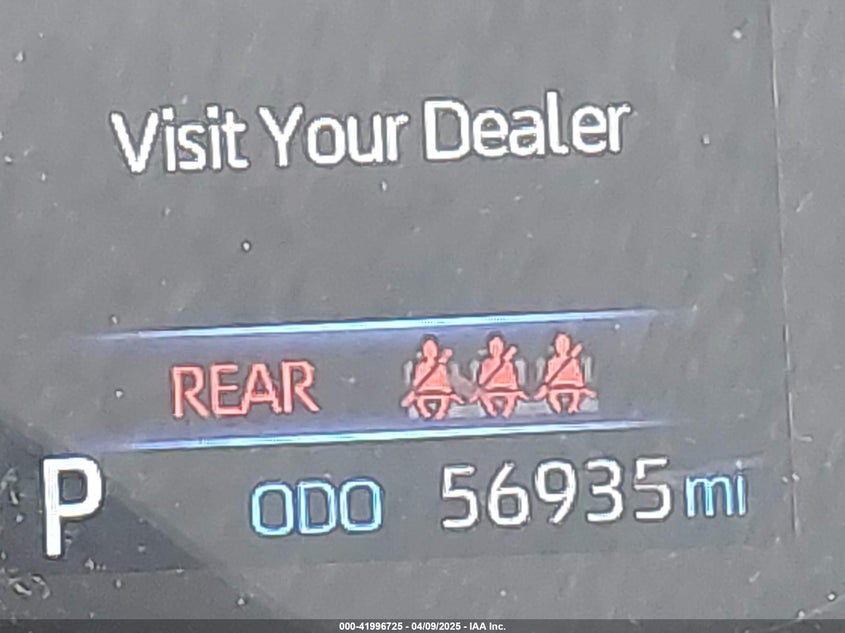 Visit Your Dealer
REAR
P ODO 56935 mi
000-41996725 - 04/09/2025 - IAA Inc.